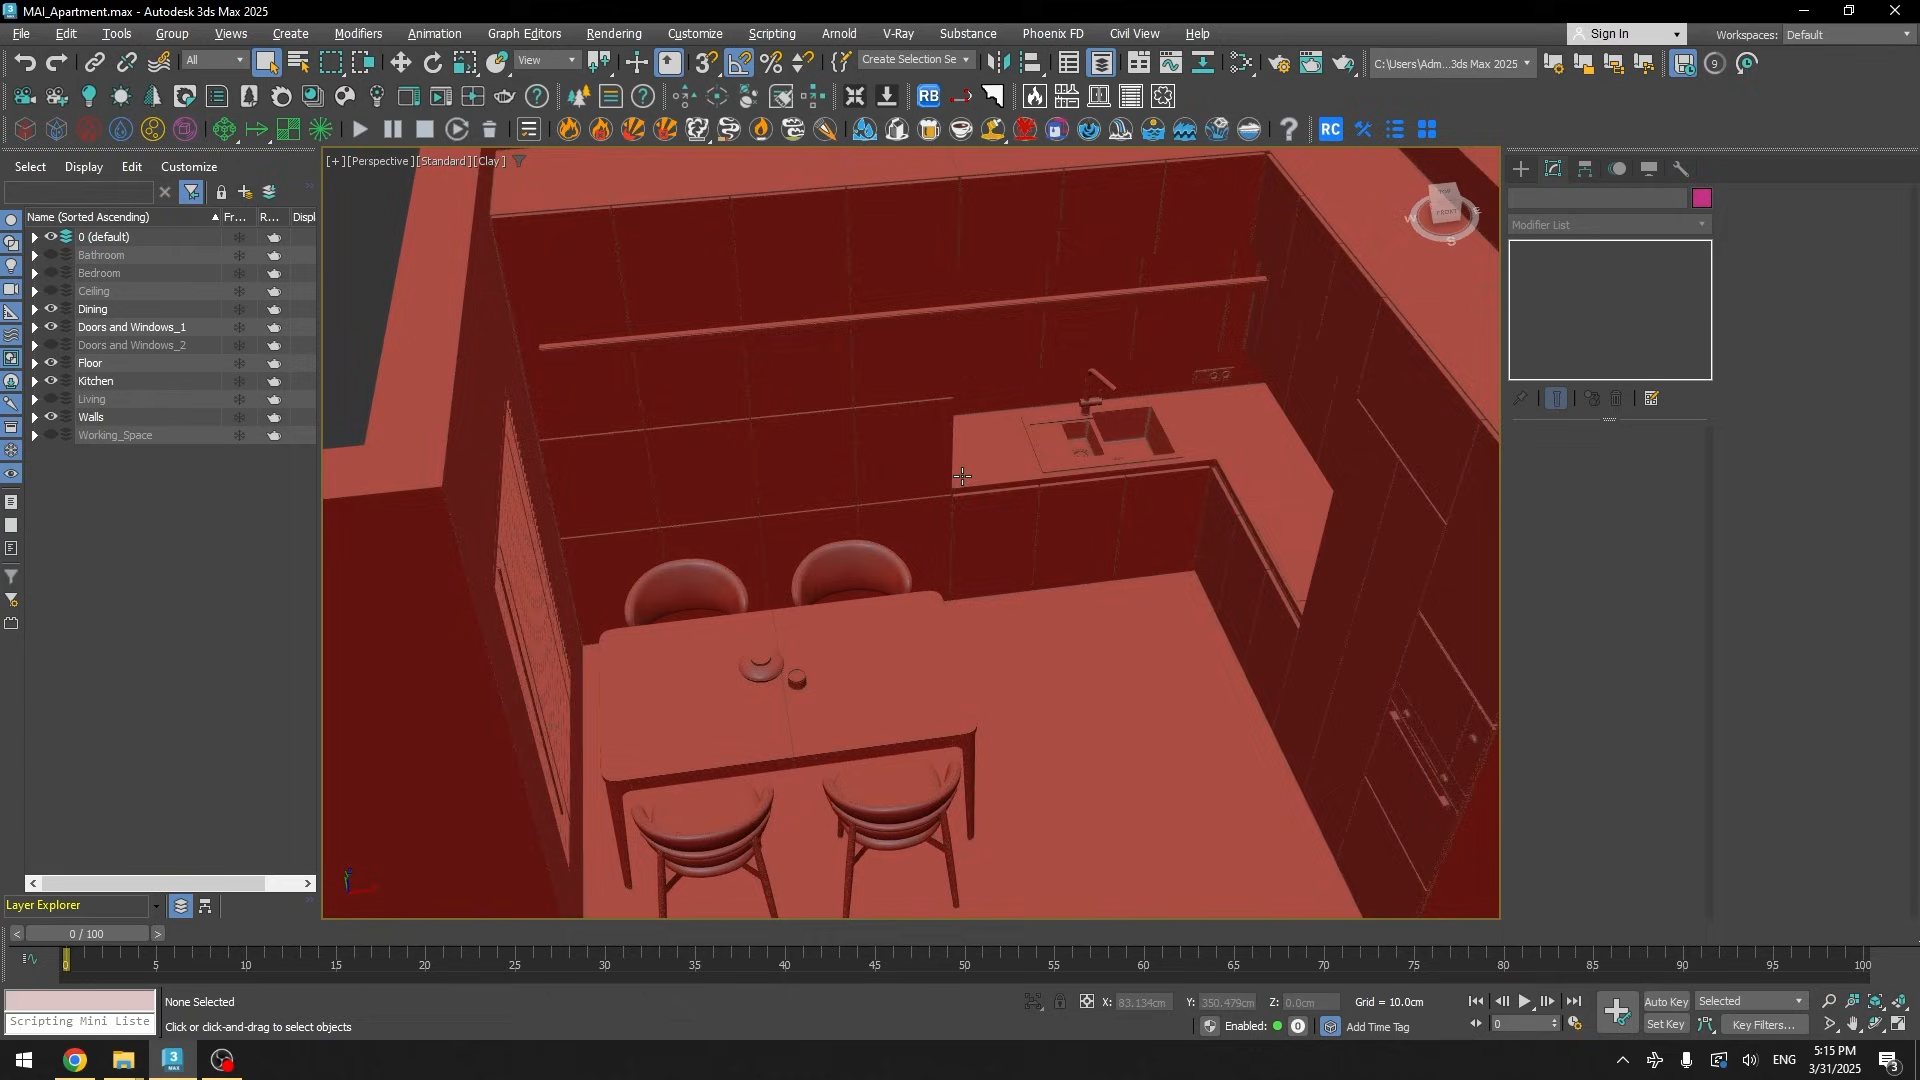 MAI_Apartment.max - Autodesk 3ds Max 2025
File Edit Tools Group Views Create Modifiers Animation Graph Editors Rendering Customize Scripting Arnold V-Ray Substance Phoenix FD Civil View Help
Sign In
Workspaces: Default
All
View
Create Selection Se
C:\Users\Adm...3ds Max 2025
9
RB
RC
Select Display Edit Customize
[+][Perspective][Standard][Clay]
TOP
FRONT
S
Modifier List
Name (Sorted Ascending) Fr... R... Displ
0 (default)
Bathroom
Bedroom
Ceiling
Dining
Doors and Windows_1
Doors and Windows_2
Floor
Kitchen
Living
Walls
Working_Space
Layer Explorer
< 0 / 100 >
0 5 10 15 20 25 30 35 40 45 50 55 60 65 70 75 80 85 90 95 100
None Selected
X: 83.134cm Y: 350.479cm Z: 0.0cm Grid = 10.0cm
Auto Key Selected
Scripting Mini Liste
Click or click-and-drag to select objects
Enabled: 0 Add Time Tag
0
Set Key Key Filters...
ENG
5:15 PM
3/31/2025
3